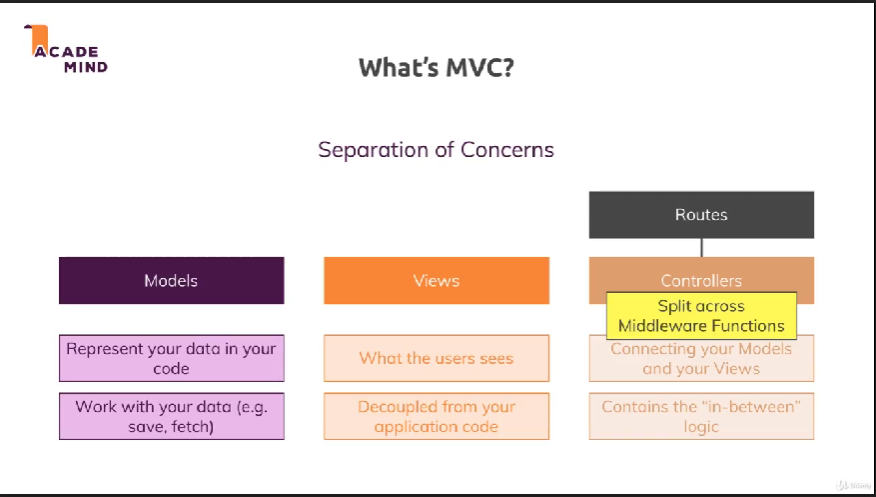 ACADE
MIND
What's MVC?
Separation of Concerns
Routes
Models
Views
Controllers
Split across
Middleware Functions
Represent your data in your
code
What the users sees
Connecting your Models
and your Views
Work with your data (e.g.
save, fetch)
Decoupled from your
application code
Contains the “in-between”
logic
Udemy